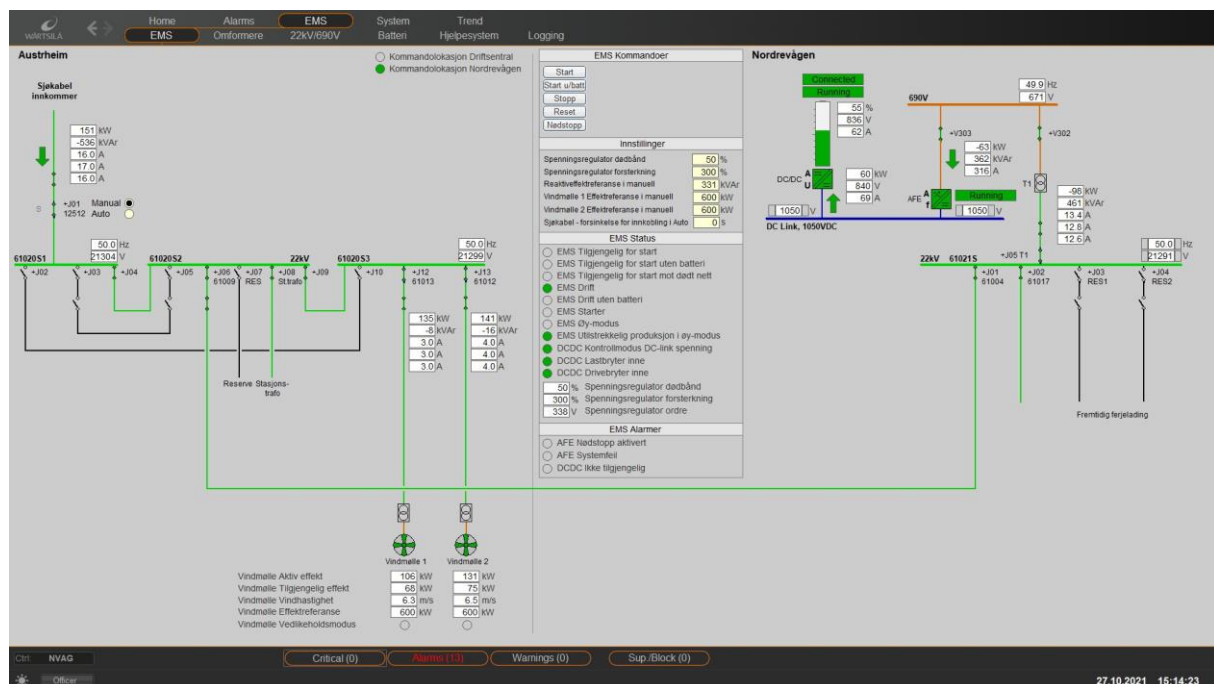 WÄRTSILÄ
Home Alarms EMS System Trend
EMS Omformere 22kV/690V Batteri Hjelpesystem Logging
Austrheim
Kommandolokasjon Driftsentral
Kommandolokasjon Nordrevågen
Sjøkabel
innkommer
151 kW
-536 kVAr
16.0 A
17.0 A
16.0 A
+J01 Manual
12512 Auto
50.0 Hz
21304 V
50.0 Hz
21299 V
61020S1 61020S2 22kV 61020S3
+J02 +J03 +J04 +J05 +J06 +J07 +J08 +J09 +J10 +J12 +J13
61009 RES St.trafo 61013 61012
135 kW 141 kW
-8 kVAr -16 kVAr
3.0 A 4.0 A
3.0 A 4.0 A
3.0 A 4.0 A
Reserve Stasjons-
trafo
Vindmølle 1 Vindmølle 2
Vindmølle Aktiv effekt 106 kW 131 kW
Vindmølle Tilgjengelig effekt 68 kW 75 kW
Vindmølle Vindhastighet 6.3 m/s 6.5 m/s
Vindmølle Effektreferanse 600 kW 600 kW
Vindmølle Vedlikeholdsmodus
EMS Kommandoer
Start
Start u/batt
Stopp
Reset
Nødstopp
Innstillinger
Spenningsregulator dødbånd 50 %
Spenningsregulator forsterkning 300 %
Reaktiveffektreferanse i manuell 331 kVAr
Vindmølle 1 Effektreferanse i manuell 600 kW
Vindmølle 2 Effektreferanse i manuell 600 kW
Sjøkabel - forsinkelse for innkobling i Auto 0 s
EMS Status
EMS Tilgjengelig for start
EMS Tilgjengelig for start uten batteri
EMS Tilgjengelig for start mot dødt nett
EMS Drift
EMS Drift uten batteri
EMS Starter
EMS Øy-modus
EMS Utilstrekkelig produksjon i øy-modus
DCDC Kontrollmodus DC-link spenning
DCDC Lastbryter inne
DCDC Drivebryter inne
50 % Spenningsregulator dødbånd
300 % Spenningsregulator forsterkning
338 V Spenningsregulator ordre
EMS Alarmer
AFE Nødstopp aktivert
AFE Systemfeil
DCDC Ikke tilgjengelig
Nordrevågen
Connected
Running
55 %
836 V
62 A
690V
49.9 Hz
671 V
+V303 +V302
-63 kW
362 kVAr
316 A
DC/DC A
U
60 kW
840 V
69 A
AFE A
f
Running
T1
1050 V
1050 V
DC Link, 1050VDC
-98 kW
461 kVAr
13.4 A
12.8 A
12.6 A
50.0 Hz
21291 V
22kV 61021S +J05 T1
+J01 +J02 +J03 +J04
61004 61017 RES1 RES2
Fremtidig ferjelading
Ctrl NVAG
Critical (0) Alarms (13) Warnings (0) Sup./Block (0)
Officer
27.10.2021 15:14:23